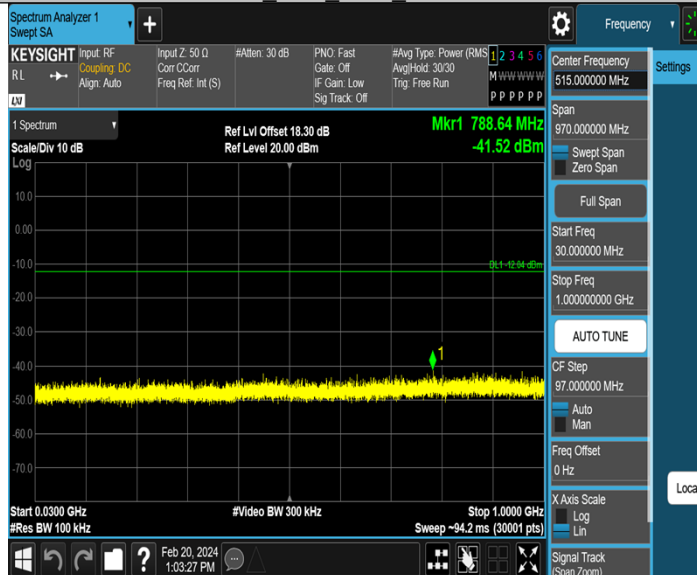 Spectrum Analyzer 1
Swept SA
Frequency
KEYSIGHT
RL
LXI
Input: RF
Coupling: DC
Align: Auto
Input Z: 50 Ω
Corr CCorr
Freq Ref: Int (S)
#Atten: 30 dB
PNO: Fast
Gate: Off
IF Gain: Low
Sig Track: Off
#Avg Type: Power (RMS
Avg|Hold: 30/30
Trig: Free Run
1 2 3 4 5 6
M W W W W W
P P P P P P
1 Spectrum
Scale/Div 10 dB
Log
Ref Lvl Offset 18.30 dB
Ref Level 20.00 dBm
Mkr1 788.64 MHz
-41.52 dBm
10.0
0.00
-10.0
DL1 -12.04 dBm
-20.0
-30.0
1
-40.0
-50.0
-60.0
-70.0
Start 0.0300 GHz
#Res BW 100 kHz
#Video BW 300 kHz
Stop 1.0000 GHz
Sweep ~94.2 ms (30001 pts)
?
Feb 20, 2024
1:03:27 PM
Center Frequency
515.000000 MHz
Span
970.000000 MHz
Swept Span
Zero Span
Full Span
Start Freq
30.000000 MHz
Stop Freq
1.000000000 GHz
AUTO TUNE
CF Step
97.000000 MHz
Auto
Man
Freq Offset
0 Hz
X Axis Scale
Log
Lin
Signal Track
(Span Zoom)
Settings
Loca